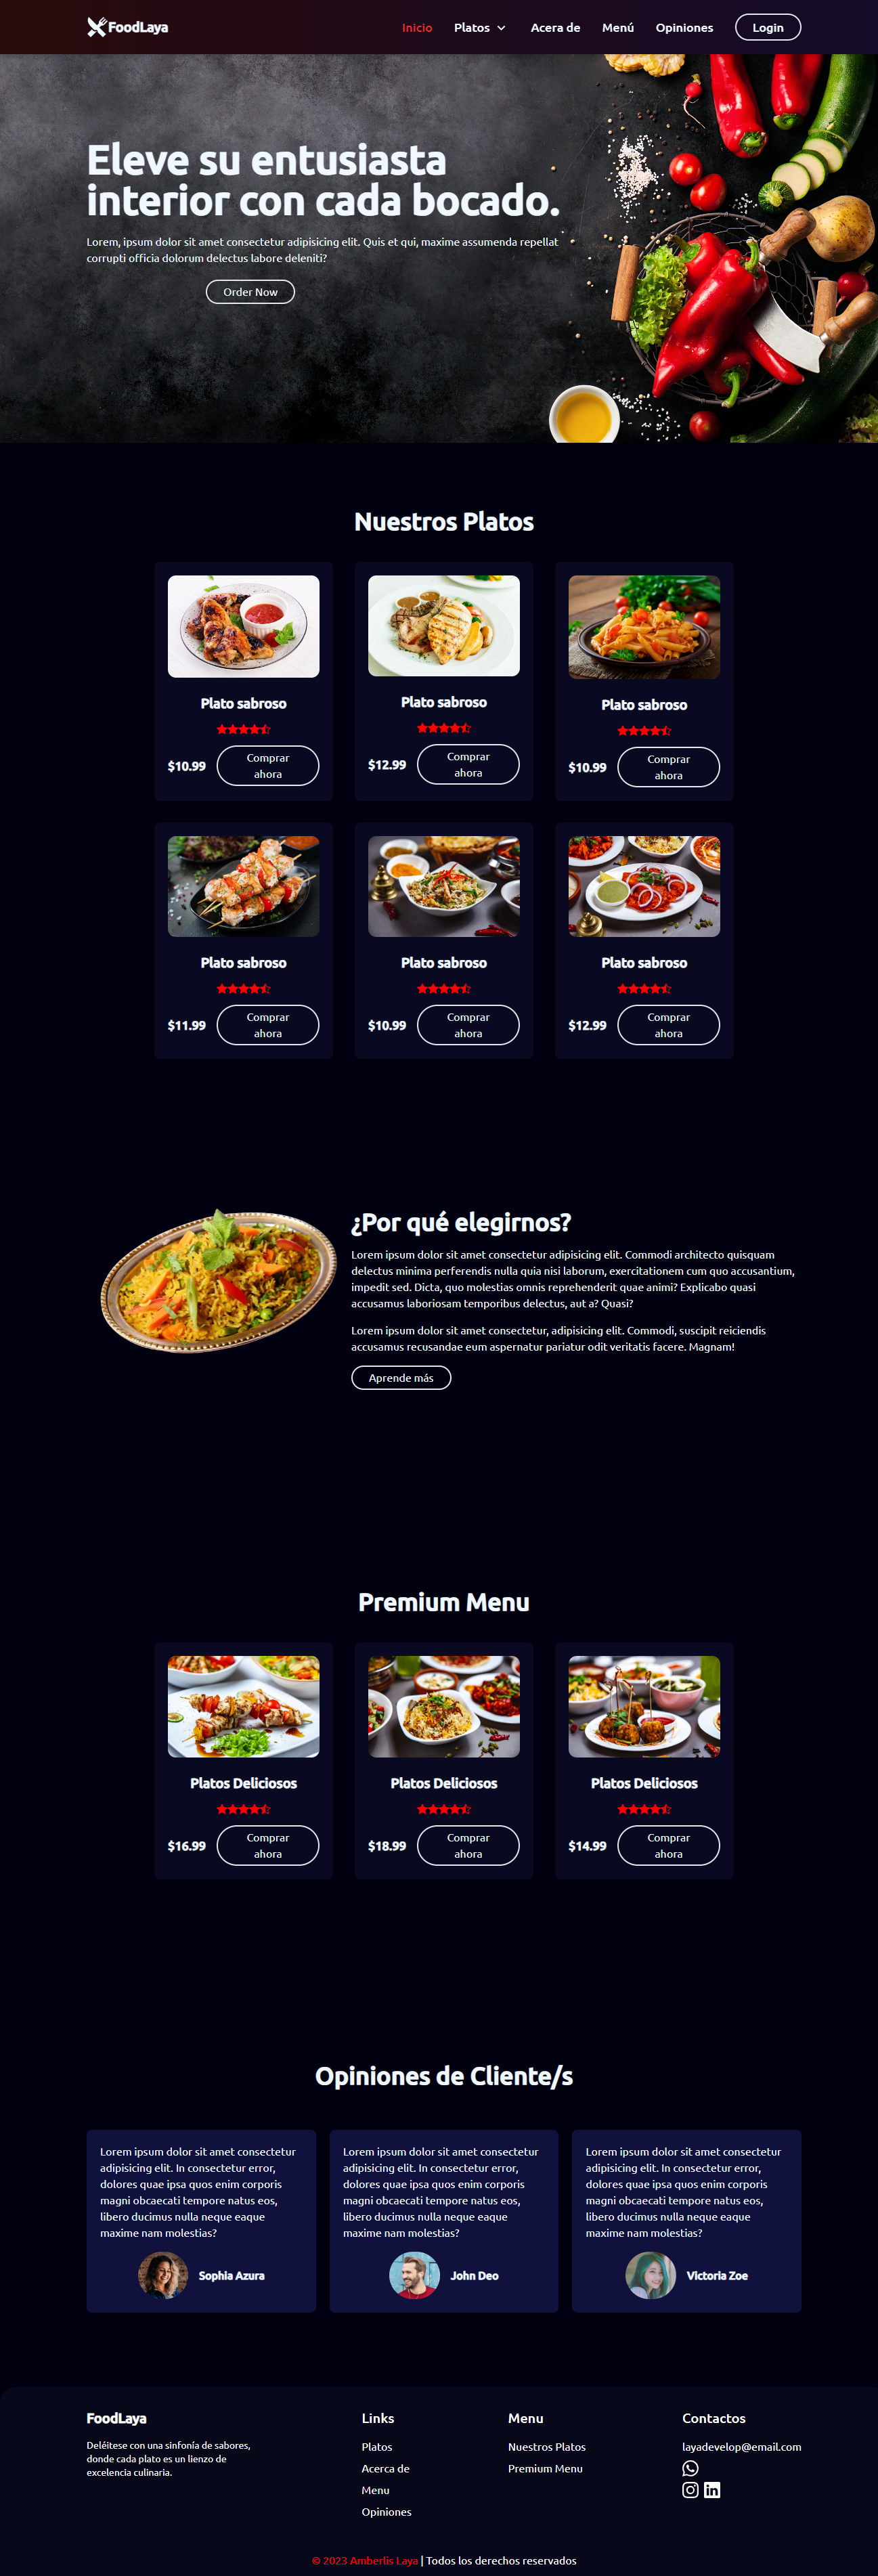 FoodLaya
Inicio
Platos
Acera de
Menú
Opiniones
Login
Eleve su entusiasta
interior con cada bocado.
Lorem, ipsum dolor sit amet consectetur adipisicing elit. Quis et qui, maxime assumenda repellat
corrupti officia dolorum delectus labore deleniti?
Order Now
Nuestros Platos
Plato sabroso
$10.99
Comprar
ahora
Plato sabroso
$12.99
Comprar
ahora
Plato sabroso
$10.99
Comprar
ahora
Plato sabroso
$11.99
Comprar
ahora
Plato sabroso
$10.99
Comprar
ahora
Plato sabroso
$12.99
Comprar
ahora
¿Por qué elegirnos?
Lorem ipsum dolor sit amet consectetur adipisicing elit. Commodi architecto quisquam
delectus minima perferendis nulla quia nisi laborum, exercitationem cum quo accusantium,
impedit sed. Dicta, quo molestias omnis reprehenderit quae animi? Explicabo quasi
accusamus laboriosam temporibus delectus, aut a? Quasi?
Lorem ipsum dolor sit amet consectetur, adipisicing elit. Commodi, suscipit reiciendis
accusamus recusandae eum aspernatur pariatur odit veritatis facere. Magnam!
Aprende más
Premium Menu
Platos Deliciosos
$16.99
Comprar
ahora
Platos Deliciosos
$18.99
Comprar
ahora
Platos Deliciosos
$14.99
Comprar
ahora
Opiniones de Cliente/s
Lorem ipsum dolor sit amet consectetur
adipisicing elit. In consectetur error,
dolores quae ipsa quos enim corporis
magni obcaecati tempore natus eos,
libero ducimus nulla neque eaque
maxime nam molestias?
Sophia Azura
Lorem ipsum dolor sit amet consectetur
adipisicing elit. In consectetur error,
dolores quae ipsa quos enim corporis
magni obcaecati tempore natus eos,
libero ducimus nulla neque eaque
maxime nam molestias?
John Deo
Lorem ipsum dolor sit amet consectetur
adipisicing elit. In consectetur error,
dolores quae ipsa quos enim corporis
magni obcaecati tempore natus eos,
libero ducimus nulla neque eaque
maxime nam molestias?
Victoria Zoe
FoodLaya
Deléitese con una sinfonía de sabores,
donde cada plato es un lienzo de
excelencia culinaria.
Links
Platos
Acerca de
Menu
Opiniones
Menu
Nuestros Platos
Premium Menu
Contactos
layadevelop@email.com
© 2023 Amberlis Laya | Todos los derechos reservados